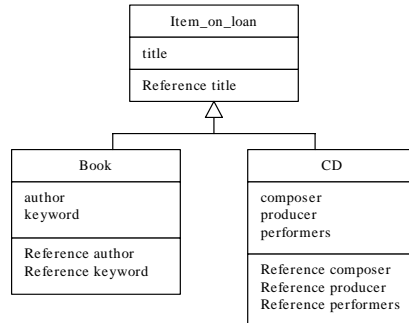 Item_on_loan
title
Reference title
Book
author
keyword
Reference author
Reference keyword
CD
composer
producer
performers
Reference composer
Reference producer
Reference performers